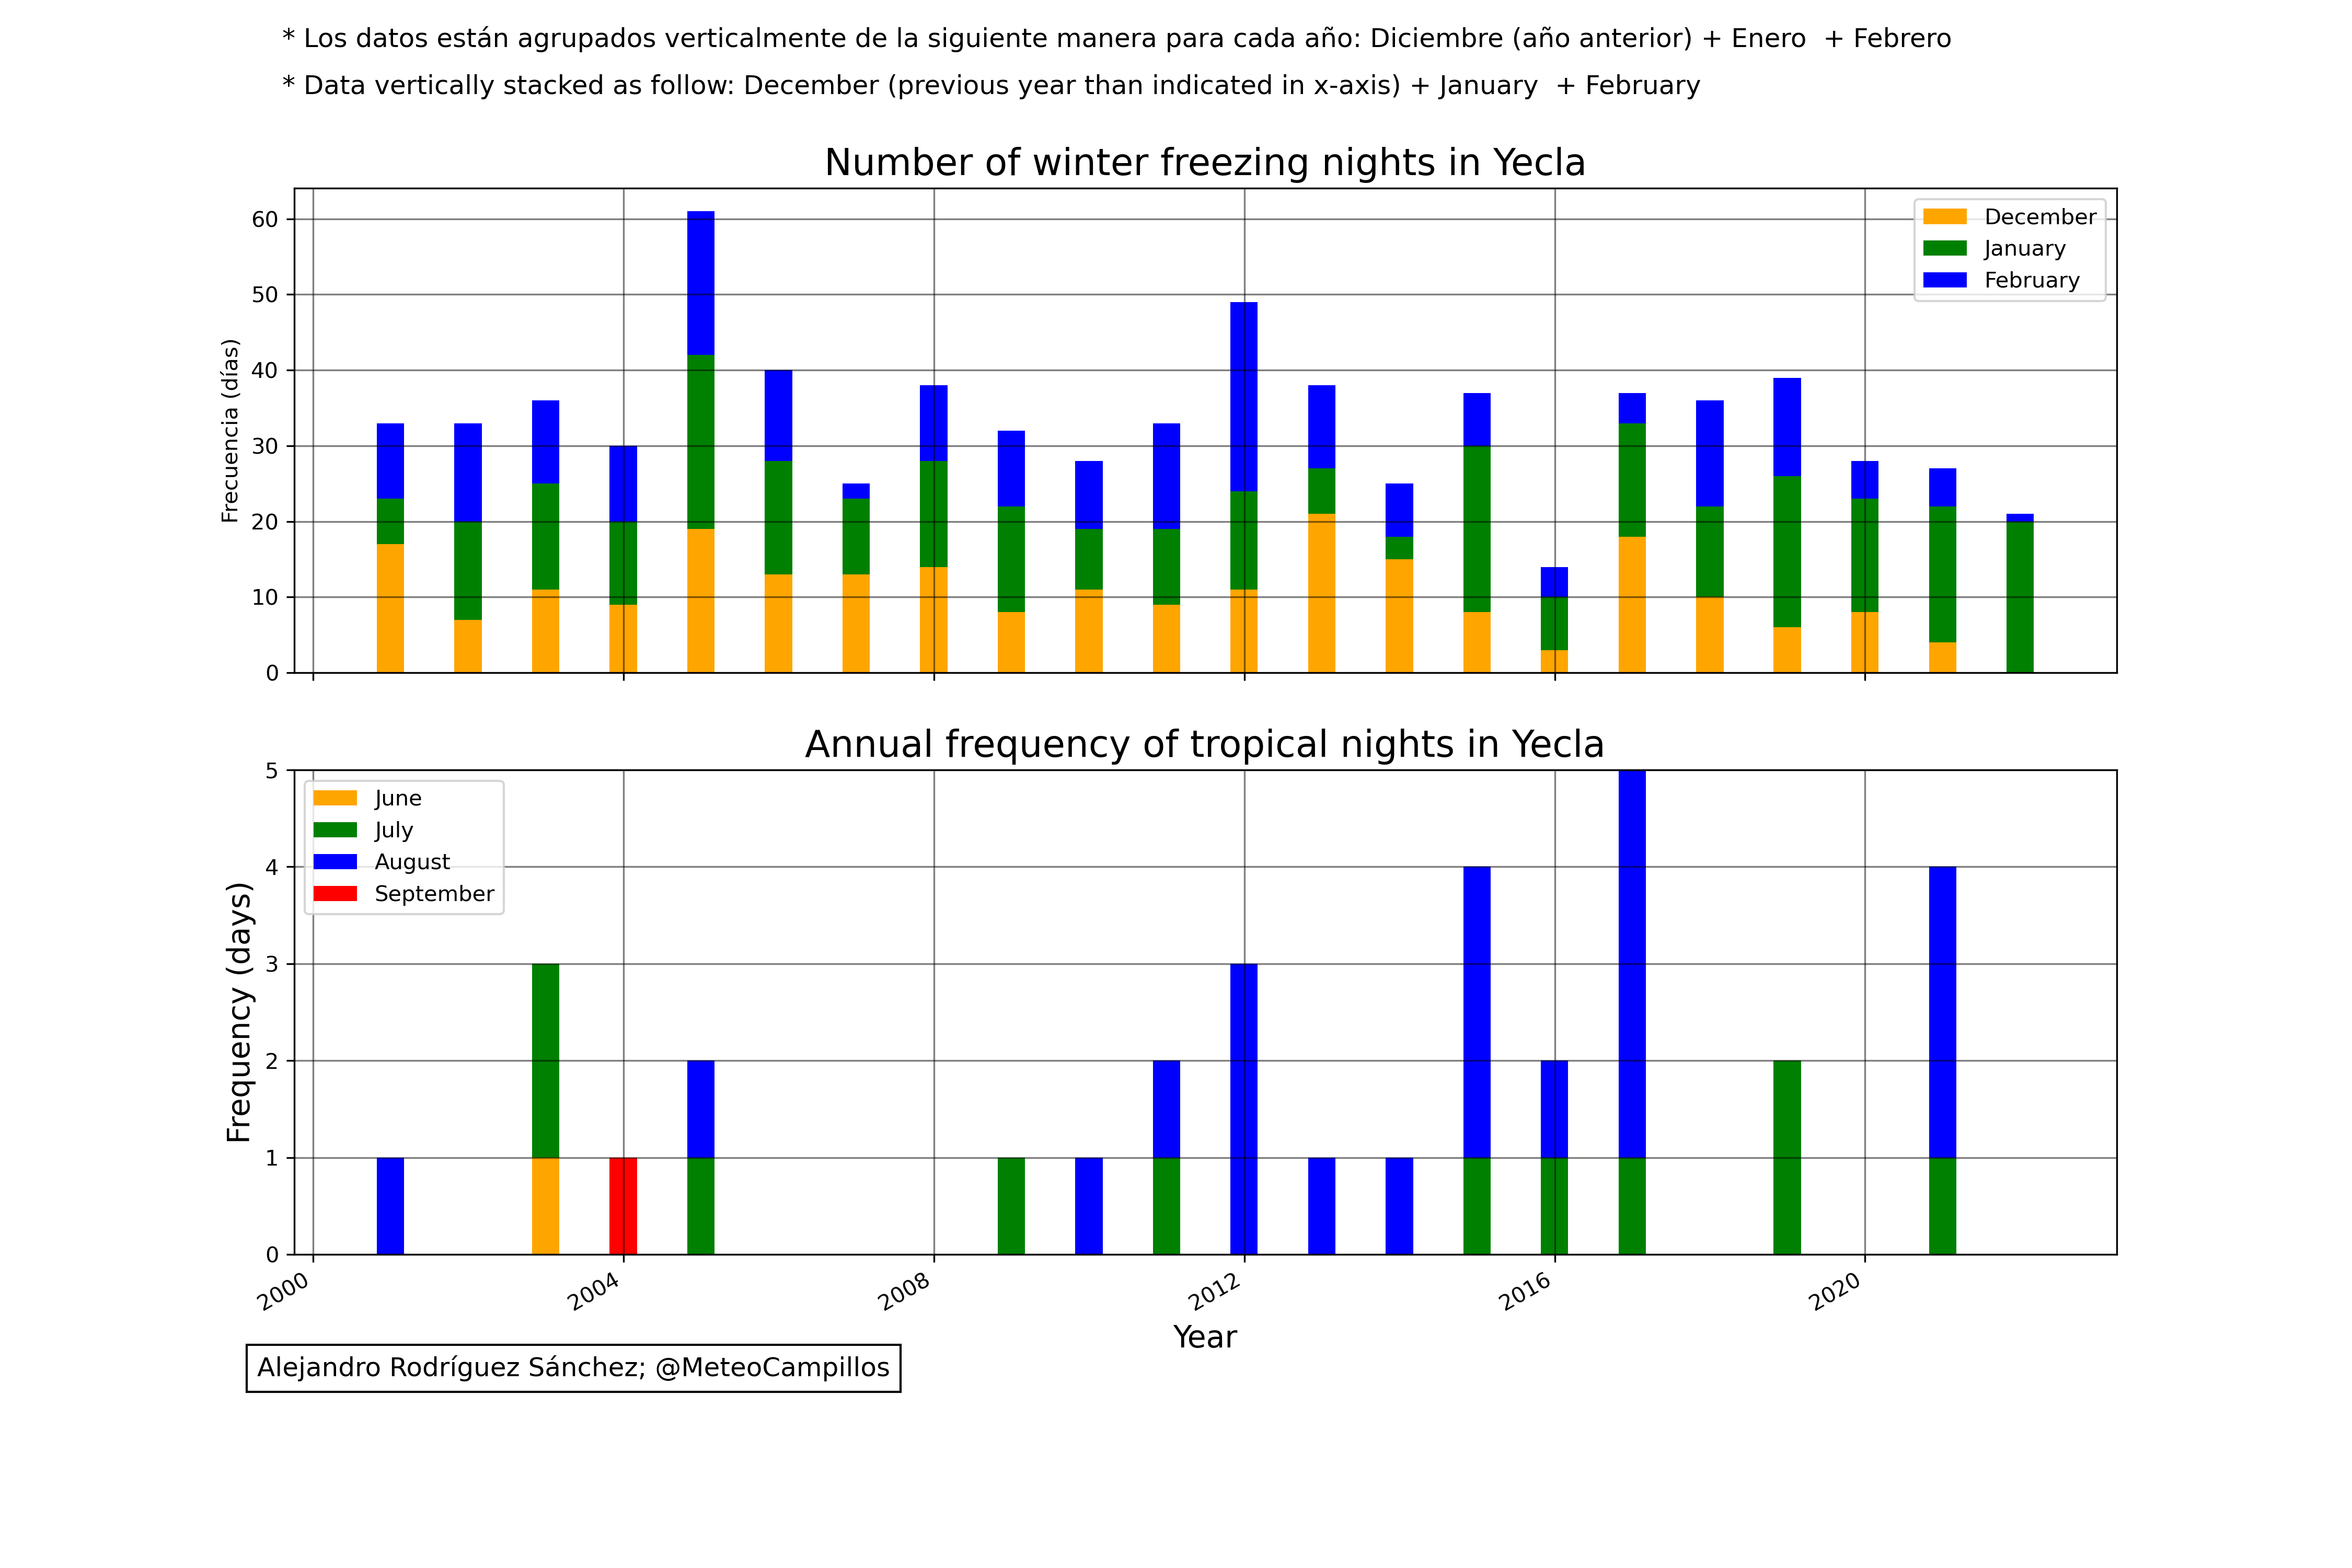 * Los datos están agrupados verticalmente de la siguiente manera para cada año: Diciembre (año anterior) + Enero  + Febrero
* Data vertically stacked as follow: December (previous year than indicated in x-axis) + January  + February
Number of winter freezing nights in Yecla
60
50
40
30
20
10
0
Frecuencia (días)
December
January
February
Annual frequency of tropical nights in Yecla
5
4
3
2
1
0
Frequency (days)
June
July
August
September
2000 2004 2008 2012 2016 2020
Year
Alejandro Rodríguez Sánchez; @MeteoCampillos